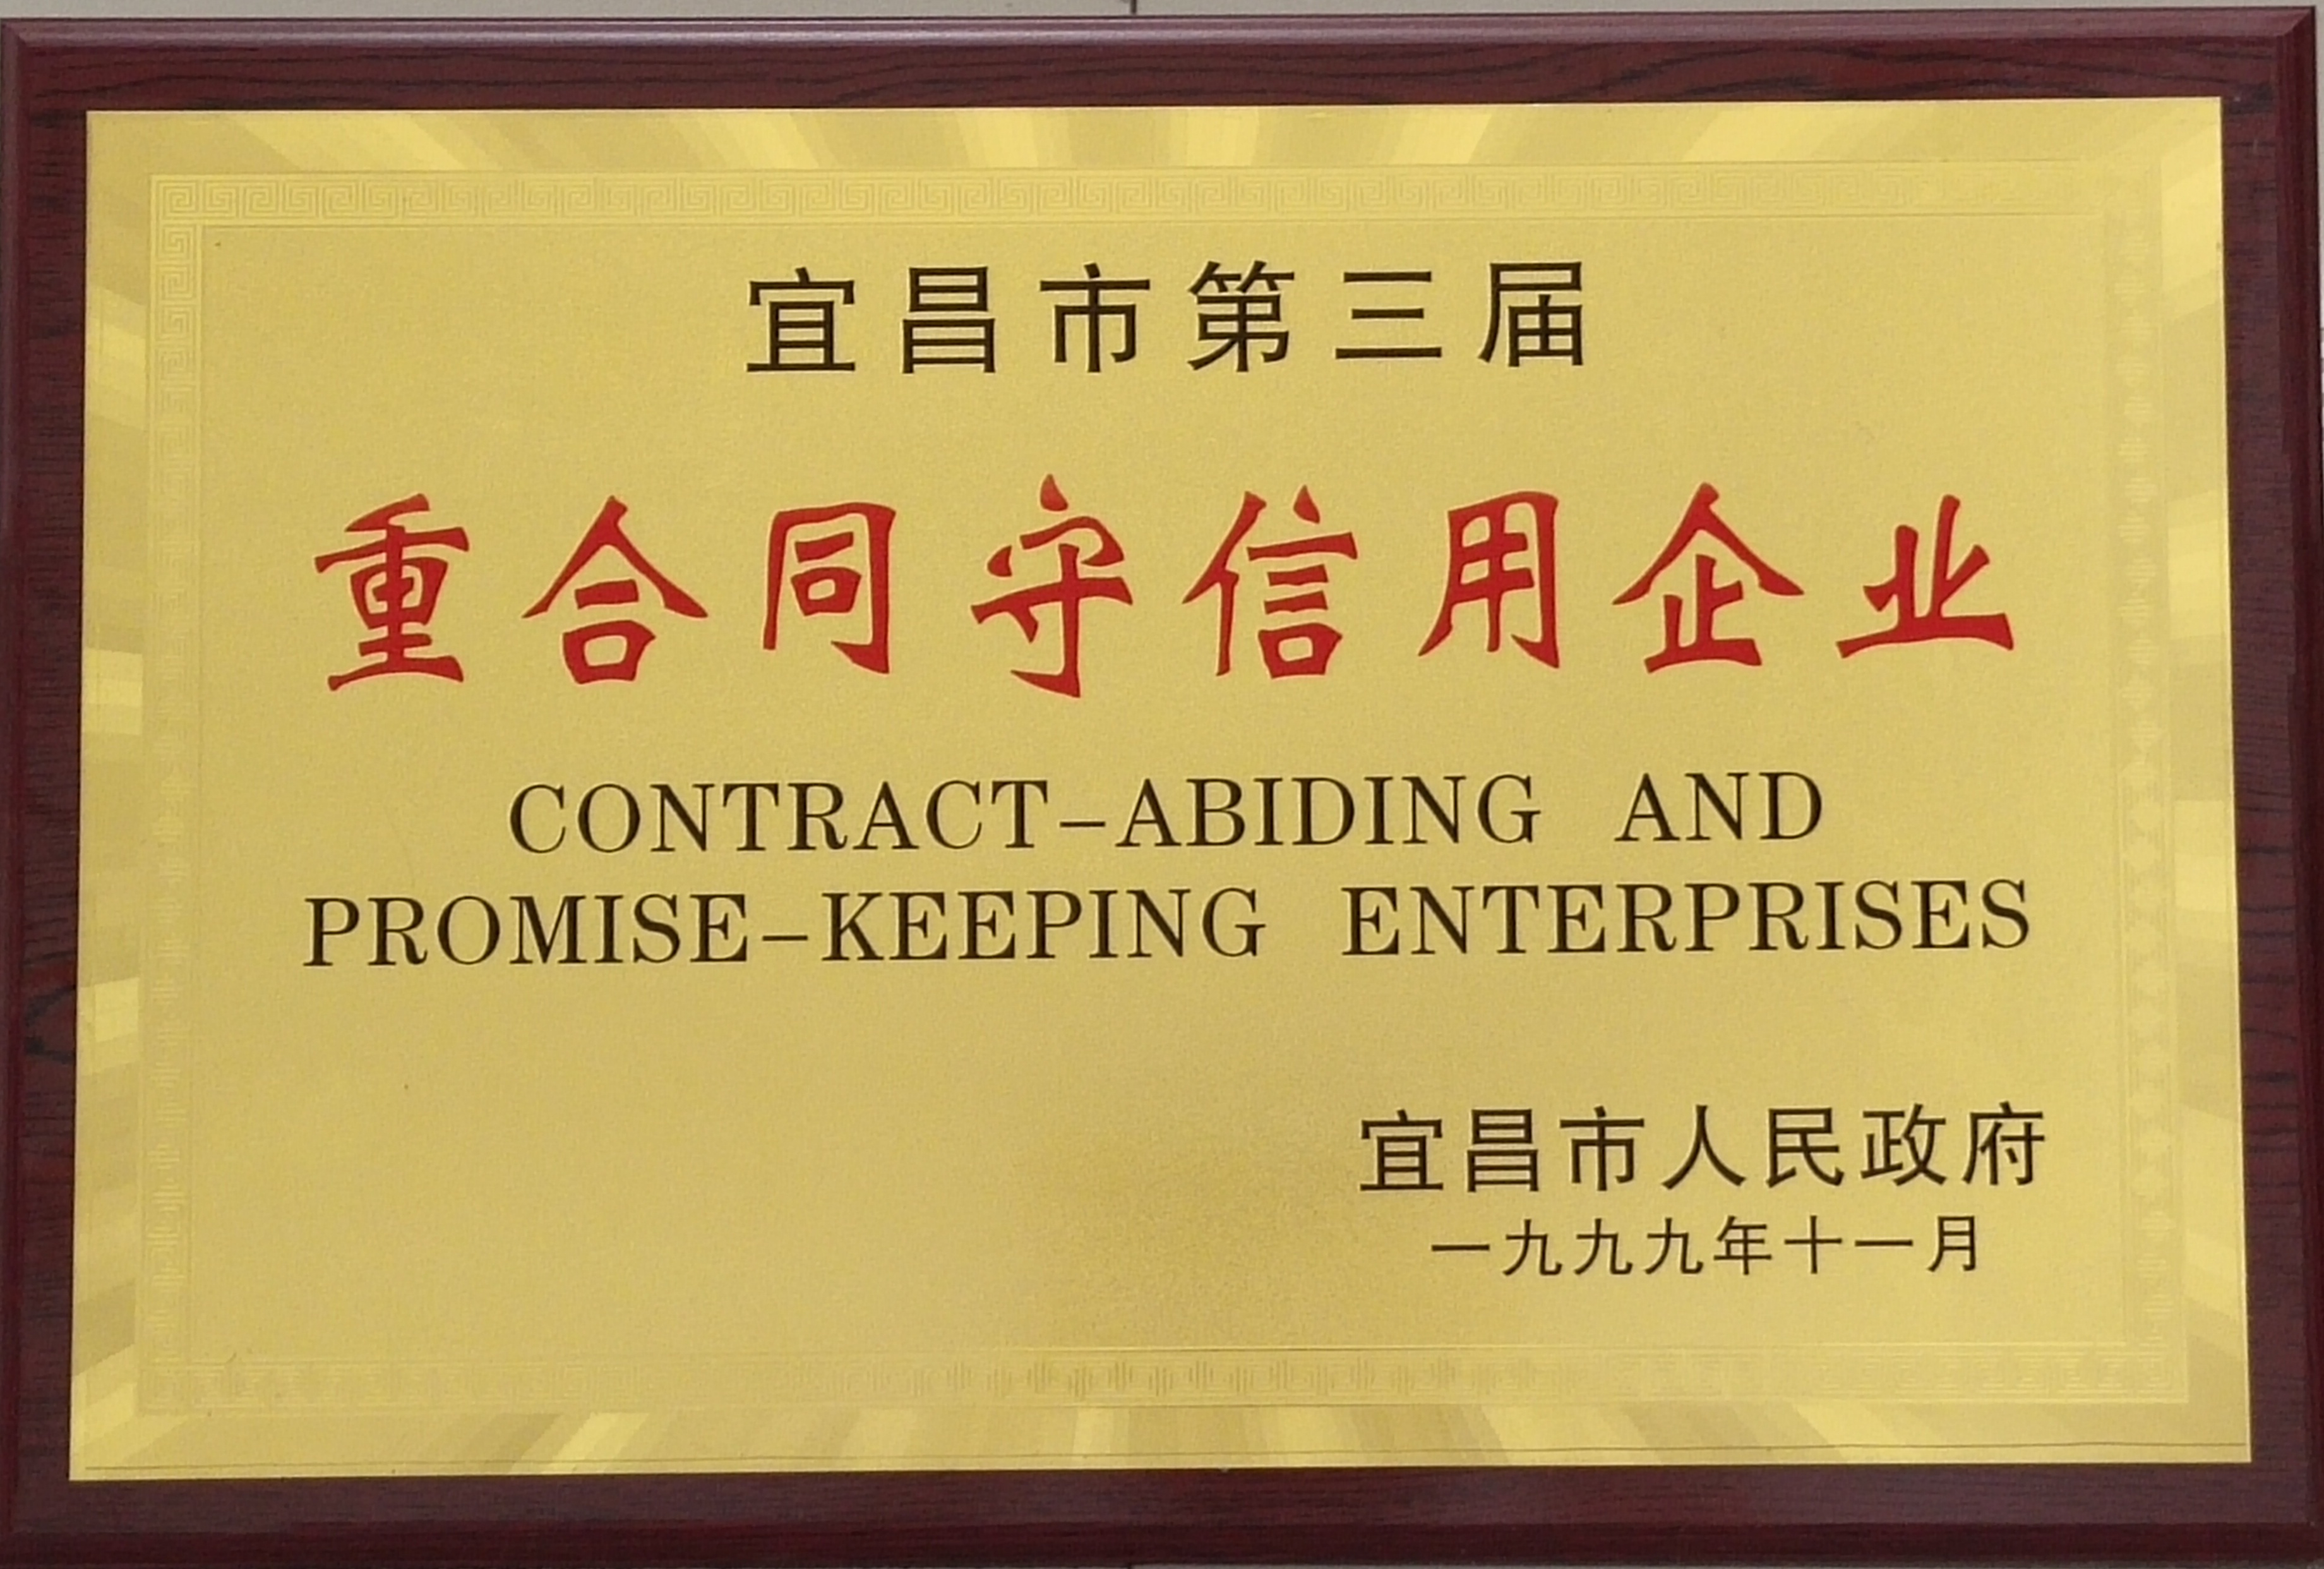 宜昌市第三届
重合同守信用企业
CONTRACT-ABIDING AND
PROMISE-KEEPING ENTERPRISES
宜昌市人民政府
一九九九年十一月